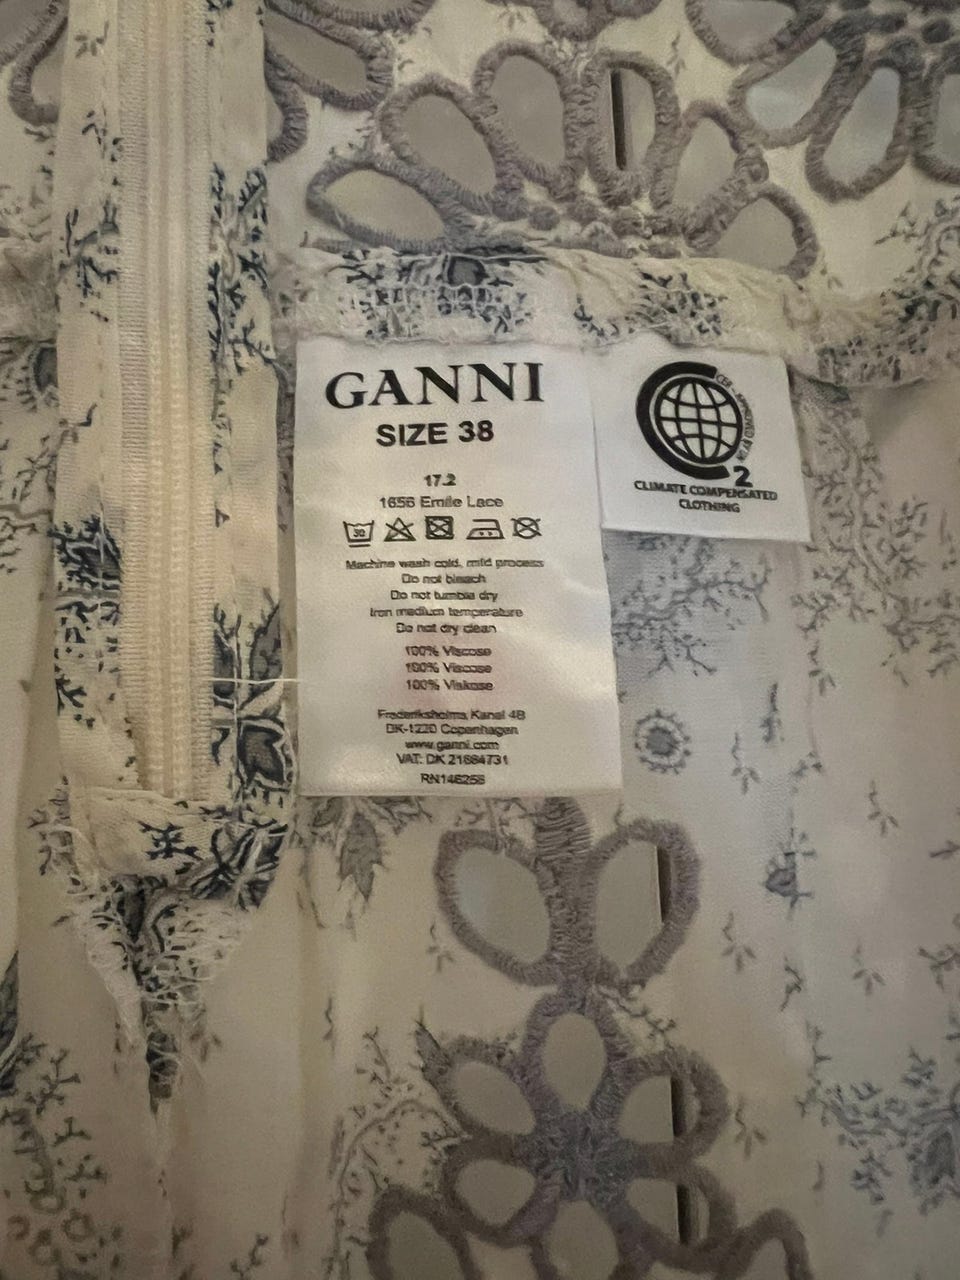 GANNI
SIZE 38
17.2
1656 Emile Lace
30
Machine wash cold, mild process
Do not bleach
Do not tumble dry
Iron medium temperature
Do not dry clean
100% Viscose
100% Viscose
100% Viskose
Frederiksholms Kanal 4B
DK-1220 Copenhagen
www.ganni.com
VAT: DK 21684731
RN146258
2
CLIMATE COMPENSATED
CLOTHING